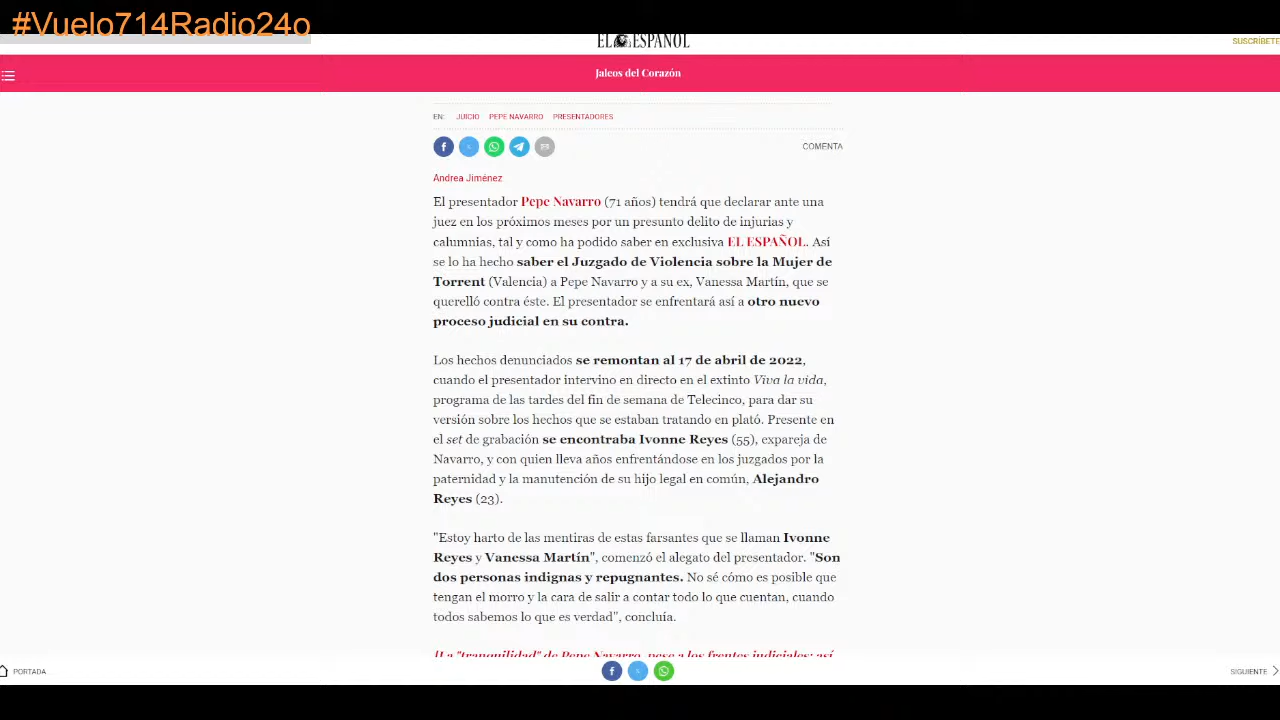 #Vuelo714Radio24o
EL ESPAÑOL
SUSCRÍBETE
Jaleos del Corazón
EN: JUICIO PEPE NAVARRO PRESENTADORES
COMENTA
Andrea Jiménez
El presentador Pepe Navarro (71 años) tendrá que declarar ante una
juez en los próximos meses por un presunto delito de injurias y
calumnias, tal y como ha podido saber en exclusiva EL ESPAÑOL. Así
se lo ha hecho saber el Juzgado de Violencia sobre la Mujer de
Torrent (Valencia) a Pepe Navarro y a su ex, Vanessa Martín, que se
querelló contra éste. El presentador se enfrentará así a otro nuevo
proceso judicial en su contra.
Los hechos denunciados se remontan al 17 de abril de 2022,
cuando el presentador intervino en directo en el extinto Viva la vida,
programa de las tardes del fin de semana de Telecinco, para dar su
versión sobre los hechos que se estaban tratando en plató. Presente en
el set de grabación se encontraba Ivonne Reyes (55), expareja de
Navarro, y con quien lleva años enfrentándose en los juzgados por la
paternidad y la manutención de su hijo legal en común, Alejandro
Reyes (23).
"Estoy harto de las mentiras de estas farsantes que se llaman Ivonne
Reyes y Vanessa Martín", comenzó el alegato del presentador. "Son
dos personas indignas y repugnantes. No sé cómo es posible que
tengan el morro y la cara de salir a contar todo lo que cuentan, cuando
todos sabemos lo que es verdad", concluía.
[La "tranquilidad" de Pepe Navarro, pese a los frentes judiciales: así
PORTADA
SIGUIENTE